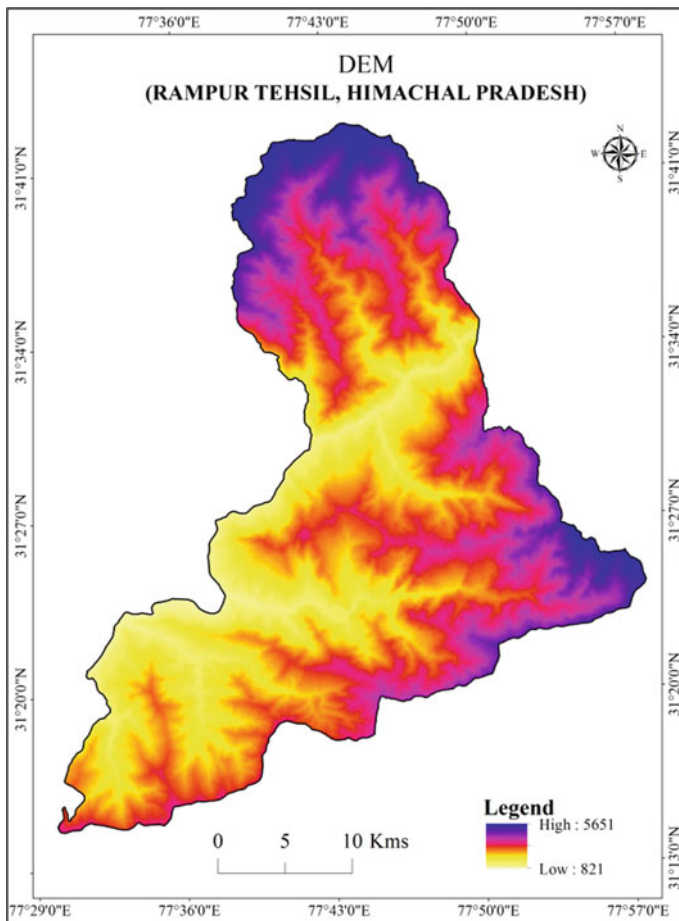 77°36'0"E 77°43'0"E 77°50'0"E 77°57'0"E
DEM
(RAMPUR TEHSIL, HIMACHAL PRADESH)
N
W E
S
31°41'0"N
31°34'0"N
31°27'0"N
31°20'0"N
31°41'0"N
31°34'0"N
31°27'0"N
31°20'0"N
31°13'0"N
Legend
High : 5651
Low : 821
0 5 10 Kms
77°29'0"E 77°36'0"E 77°43'0"E 77°50'0"E 77°57'0"E